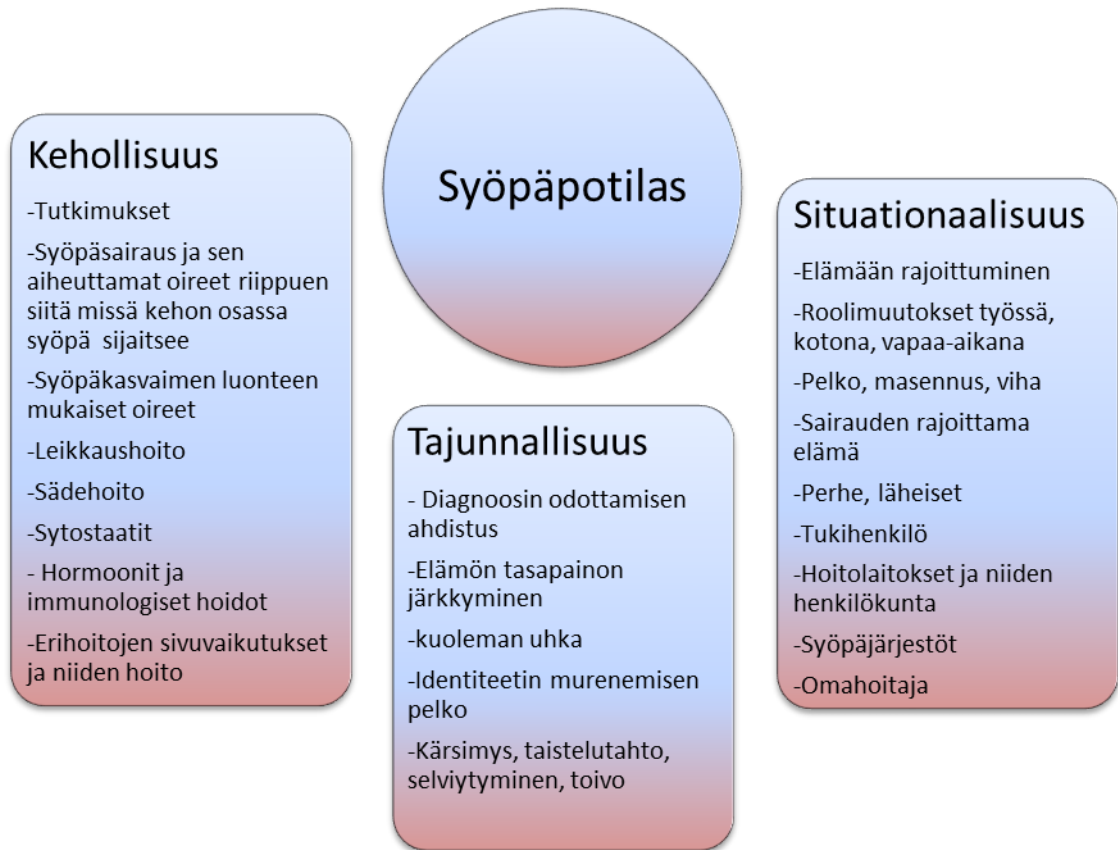 Syöpäpotilas
Kehollisuus
-Tutkimukset
-Syöpäsairaus ja sen
aiheuttamat oireet riippuen
siitä missä kehon osassa
syöpä sijaitsee
-Syöpäkasvaimen luonteen
mukaiset oireet
-Leikkaushoito
-Sädehoito
-Sytostaatit
- Hormoonit ja
immunologiset hoidot
-Erihoitojen sivuvaikutukset
ja niiden hoito
Tajunnallisuus
- Diagnoosin odottamisen
ahdistus
-Elämön tasapainon
järkkyminen
-kuoleman uhka
-Identiteetin murenemisen
pelko
-Kärsimys, taistelutahto,
selviytyminen, toivo
Situationaalisuus
-Elämään rajoittuminen
-Roolimuutokset työssä,
kotona, vapaa-aikana
-Pelko, masennus, viha
-Sairauden rajoittama
elämä
-Perhe, läheiset
-Tukihenkilö
-Hoitolaitokset ja niiden
henkilökunta
-Syöpäjärjestöt
-Omahoitaja